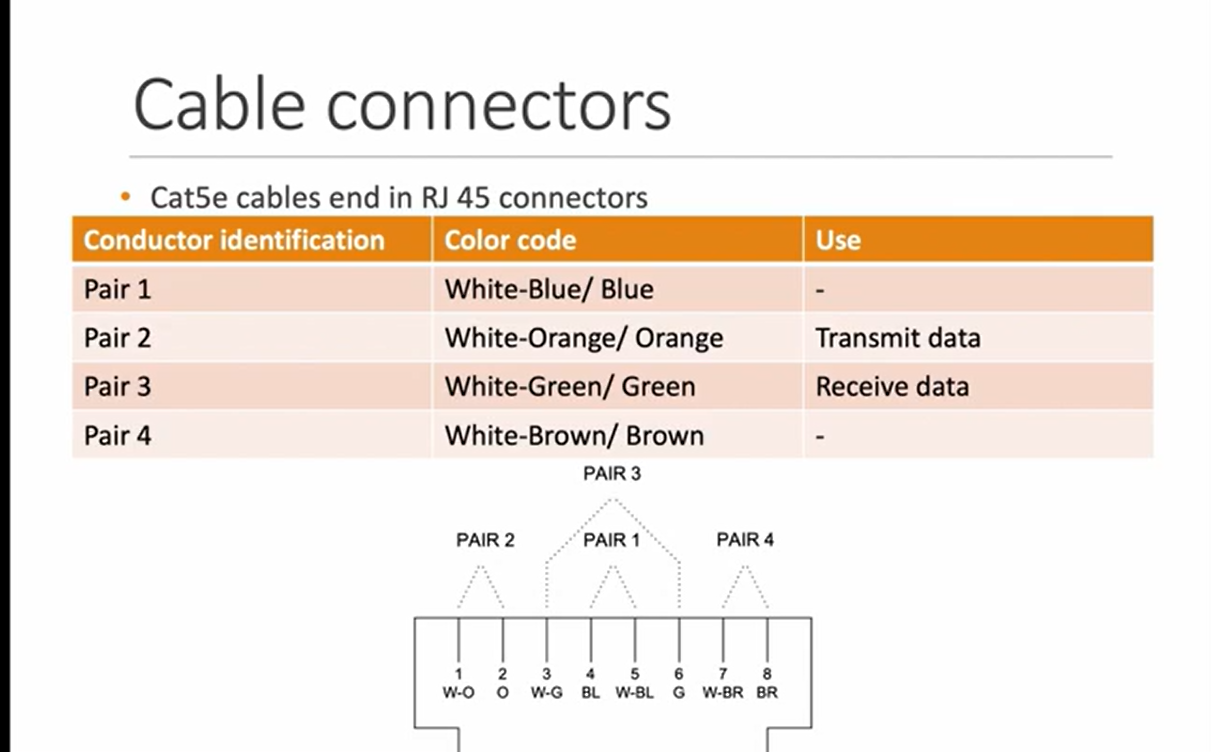 Cable connectors
• Cat5e cables end in RJ 45 connectors
Conductor identification Color code Use
Pair 1 White-Blue/ Blue -
Pair 2 White-Orange/ Orange Transmit data
Pair 3 White-Green/ Green Receive data
Pair 4 White-Brown/ Brown -
PAIR 3
PAIR 2 PAIR 1 PAIR 4
1 2 3 4 5 6 7 8
W-O O W-G BL W-BL G W-BR BR